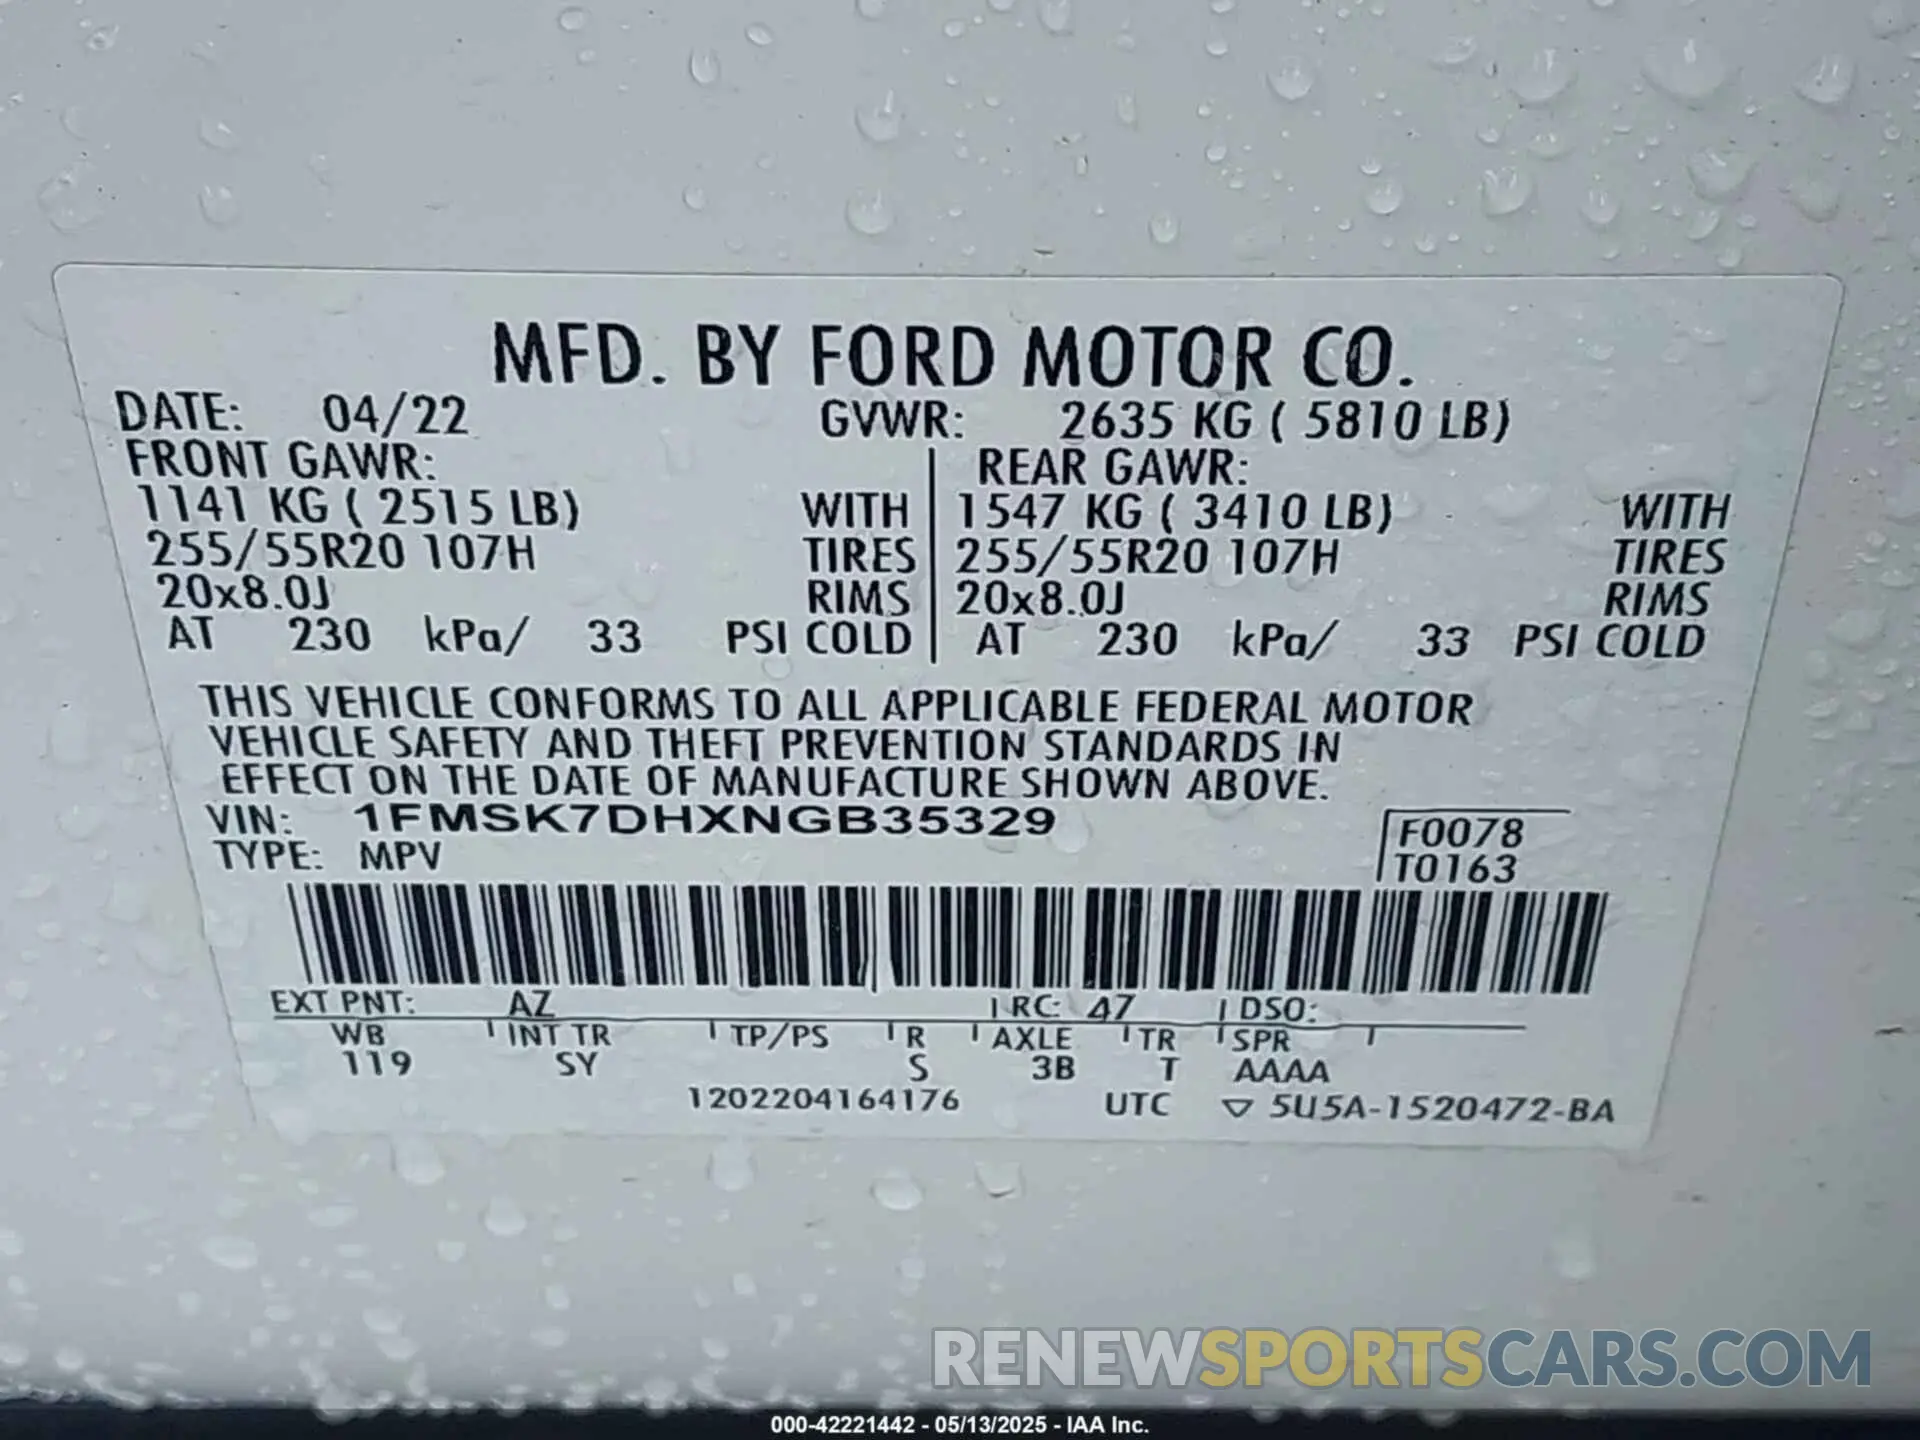 MFD. BY FORD MOTOR CO.
DATE: 04/22 GVWR: 2635 KG ( 5810 LB)
FRONT GAWR: REAR GAWR:
1141 KG ( 2515 LB) WITH 1547 KG ( 3410 LB) WITH
255/55R20 107H TIRES 255/55R20 107H TIRES
20x8.0J RIMS 20x8.0J RIMS
AT 230 kPa/ 33 PSI COLD AT 230 kPa/ 33 PSI COLD
THIS VEHICLE CONFORMS TO ALL APPLICABLE FEDERAL MOTOR
VEHICLE SAFETY AND THEFT PREVENTION STANDARDS IN
EFFECT ON THE DATE OF MANUFACTURE SHOWN ABOVE.
VIN: 1FMSK7DHXNGB35329 F0078
TYPE: MPV T0163
EXT PNT: AZ RC: 47 DSO:
WB INT TR TP/PS R AXLE TR SPR
119 SY S 3B T AAAA
1202204164176 UTC ▽ 5U5A-1520472-BA
RENEWSPORTSCARS.COM
000-42221442 - 05/13/2025 - IAA Inc.